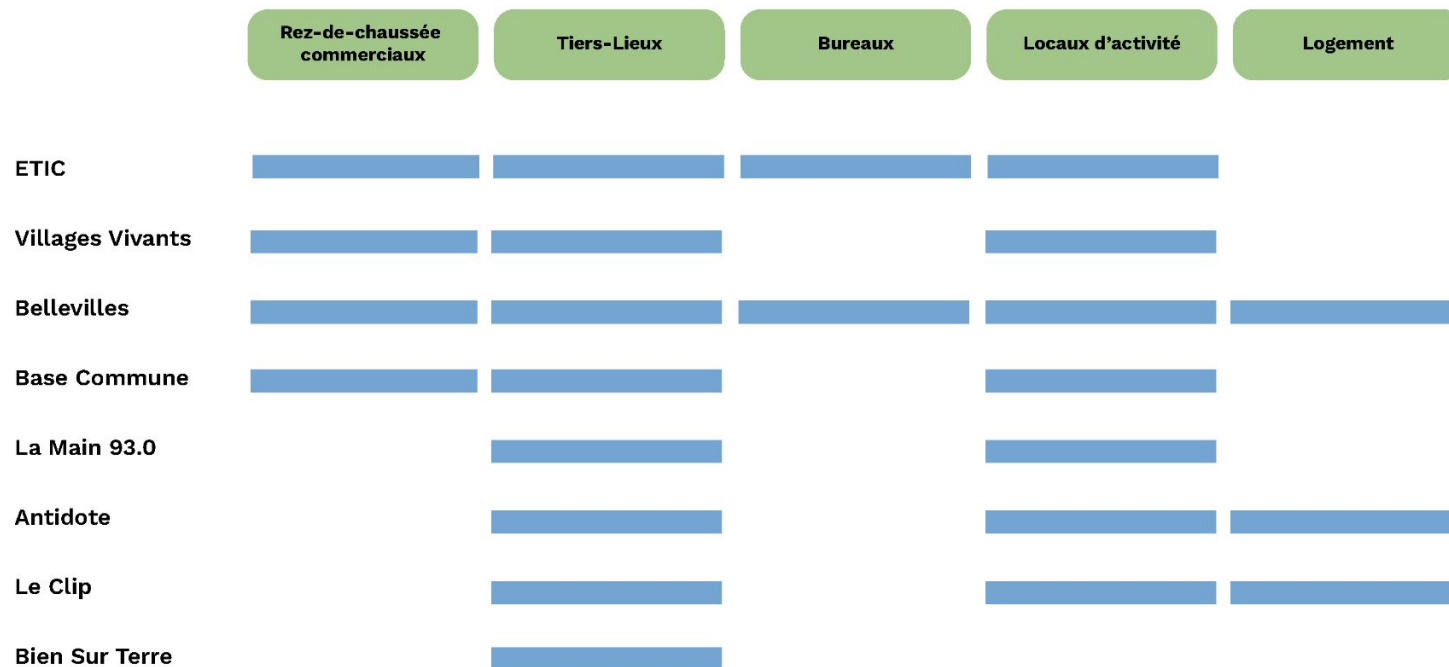 Rez-de-chaussée
commerciaux
Tiers-Lieux
Bureaux
Locaux d'activité
Logement
ETIC
Villages Vivants
Bellevilles
Base Commune
La Main 93.0
Antidote
Le Clip
Bien Sur Terre